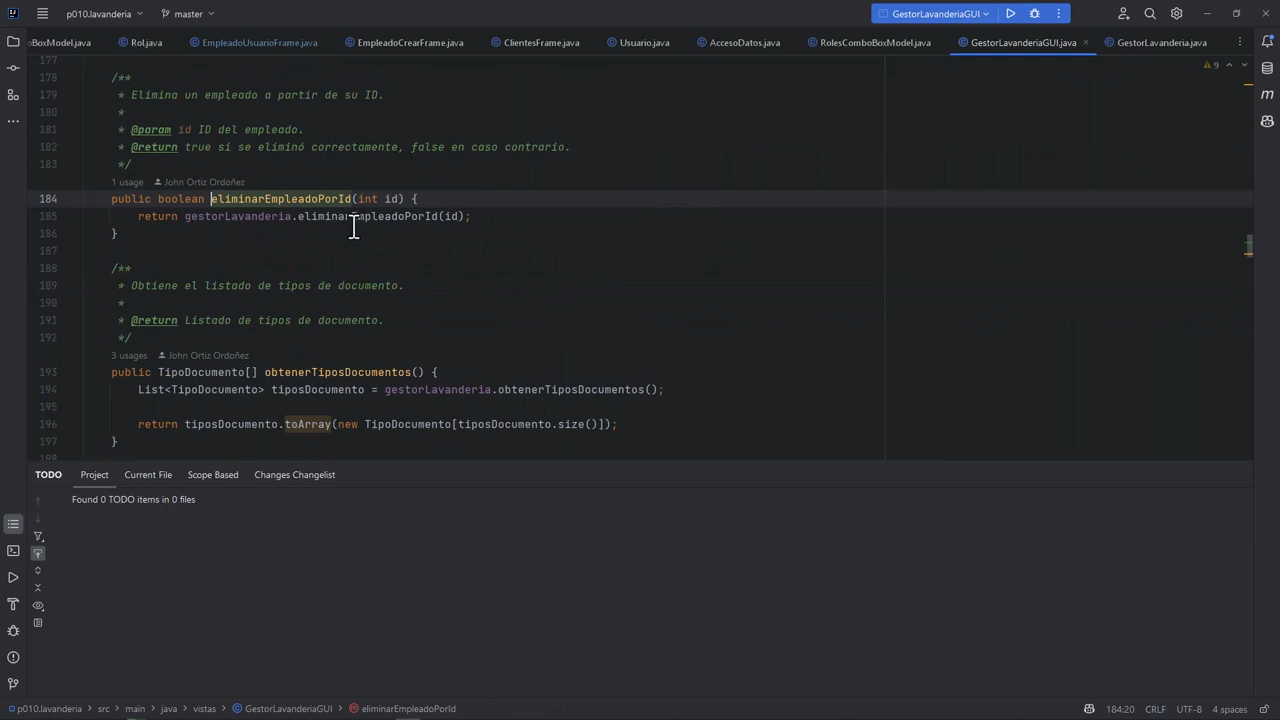 p010.lavanderia
master
GestorLavanderiaGUI
oBoxModel.java
Rol.java
EmpleadoUsuarioFrame.java
EmpleadoCrearFrame.java
ClientesFrame.java
Usuario.java
AccesoDatos.java
RolesComboBoxModel.java
GestorLavanderiaGUI.java
GestorLavanderia.java
9
177
178 /**
179 * Elimina un empleado a partir de su ID.
180 *
181 * @param id ID del empleado.
182 * @return true si se eliminó correctamente, false en caso contrario.
183 */
1 usage John Ortiz Ordoñez
184 public boolean eliminarEmpleadoPorId(int id) {
185 return gestorLavanderia.eliminarEmpleadoPorId(id);
186 }
187
188 /**
189 * Obtiene el listado de tipos de documento.
190 *
191 * @return Listado de tipos de documento.
192 */
3 usages John Ortiz Ordoñez
193 public TipoDocumento[] obtenerTiposDocumentos() {
194 List<TipoDocumento> tiposDocumento = gestorLavanderia.obtenerTiposDocumentos();
195
196 return tiposDocumento.toArray(new TipoDocumento[tiposDocumento.size()]);
197 }
198
TODO
Project
Current File
Scope Based
Changes Changelist
Found 0 TODO items in 0 files
p010.lavanderia > src > main > java > vistas > GestorLavanderiaGUI > eliminarEmpleadoPorId
184:20
CRLF
UTF-8
4 spaces